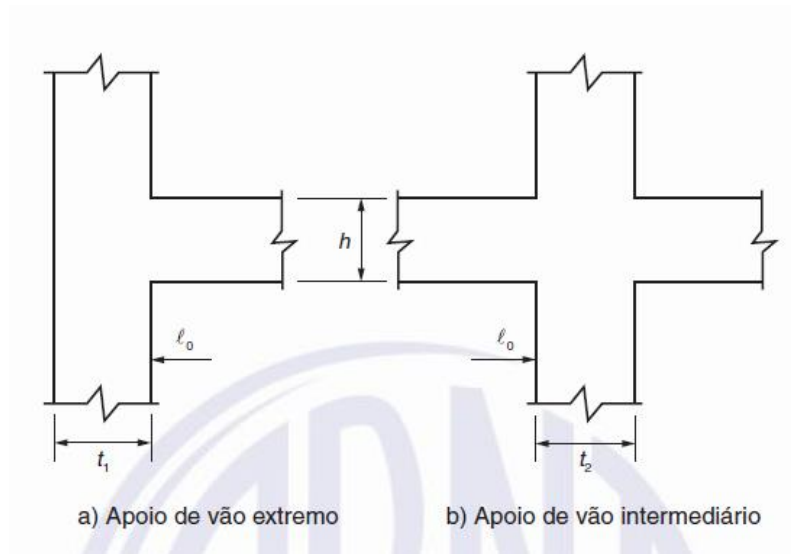 h
ℓ₀
ℓ₀
t₁
t₂
a) Apoio de vão extremo
b) Apoio de vão intermediário